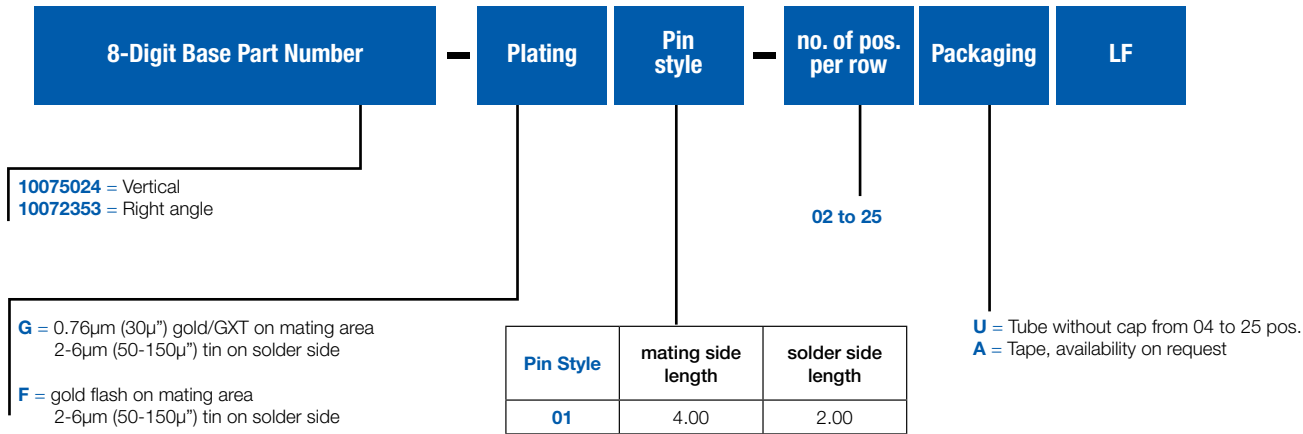 8-Digit Base Part Number
Plating
Pin
style
no. of pos.
per row
Packaging
LF
10075024 = Vertical
10072353 = Right angle
02 to 25
G = 0.76µm (30µ”) gold/GXT on mating area
2-6µm (50-150µ”) tin on solder side
F = gold flash on mating area
2-6µm (50-150µ”) tin on solder side
Pin Style
mating side
length
solder side
length
01
4.00
2.00
U = Tube without cap from 04 to 25 pos.
A = Tape, availability on request